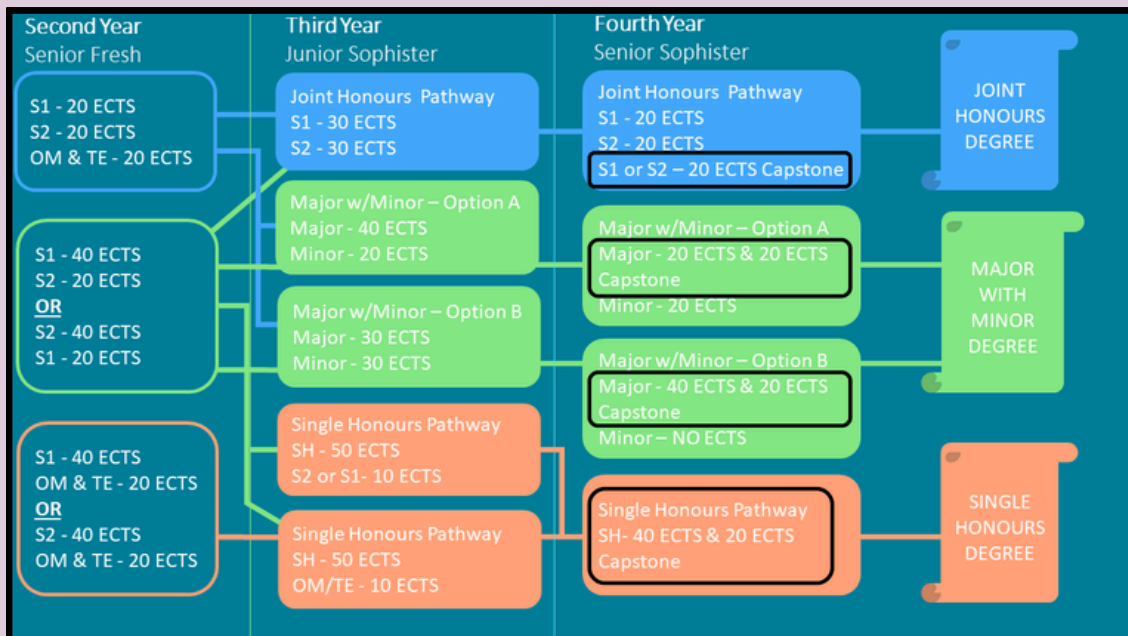 Second Year
Senior Fresh
S1 - 20 ECTS
S2 - 20 ECTS
OM & TE - 20 ECTS
S1 - 40 ECTS
S2 - 20 ECTS
OR
S2 - 40 ECTS
S1 - 20 ECTS
S1 - 40 ECTS
OM & TE - 20 ECTS
OR
S2 - 40 ECTS
OM & TE - 20 ECTS
Third Year
Junior Sophister
Joint Honours Pathway
S1 - 30 ECTS
S2 - 30 ECTS
Major w/Minor – Option A
Major - 40 ECTS
Minor - 20 ECTS
Major w/Minor – Option B
Major - 30 ECTS
Minor - 30 ECTS
Single Honours Pathway
SH - 50 ECTS
S2 or S1- 10 ECTS
Single Honours Pathway
SH - 50 ECTS
OM/TE - 10 ECTS
Fourth Year
Senior Sophister
Joint Honours Pathway
S1 - 20 ECTS
S2 - 20 ECTS
S1 or S2 – 20 ECTS Capstone
Major w/Minor – Option A
Major - 20 ECTS & 20 ECTS
Capstone
Minor - 20 ECTS
Major w/Minor – Option B
Major - 40 ECTS & 20 ECTS
Capstone
Minor – NO ECTS
Single Honours Pathway
SH- 40 ECTS & 20 ECTS
Capstone
JOINT
HONOURS
DEGREE
MAJOR
WITH
MINOR
DEGREE
SINGLE
HONOURS
DEGREE